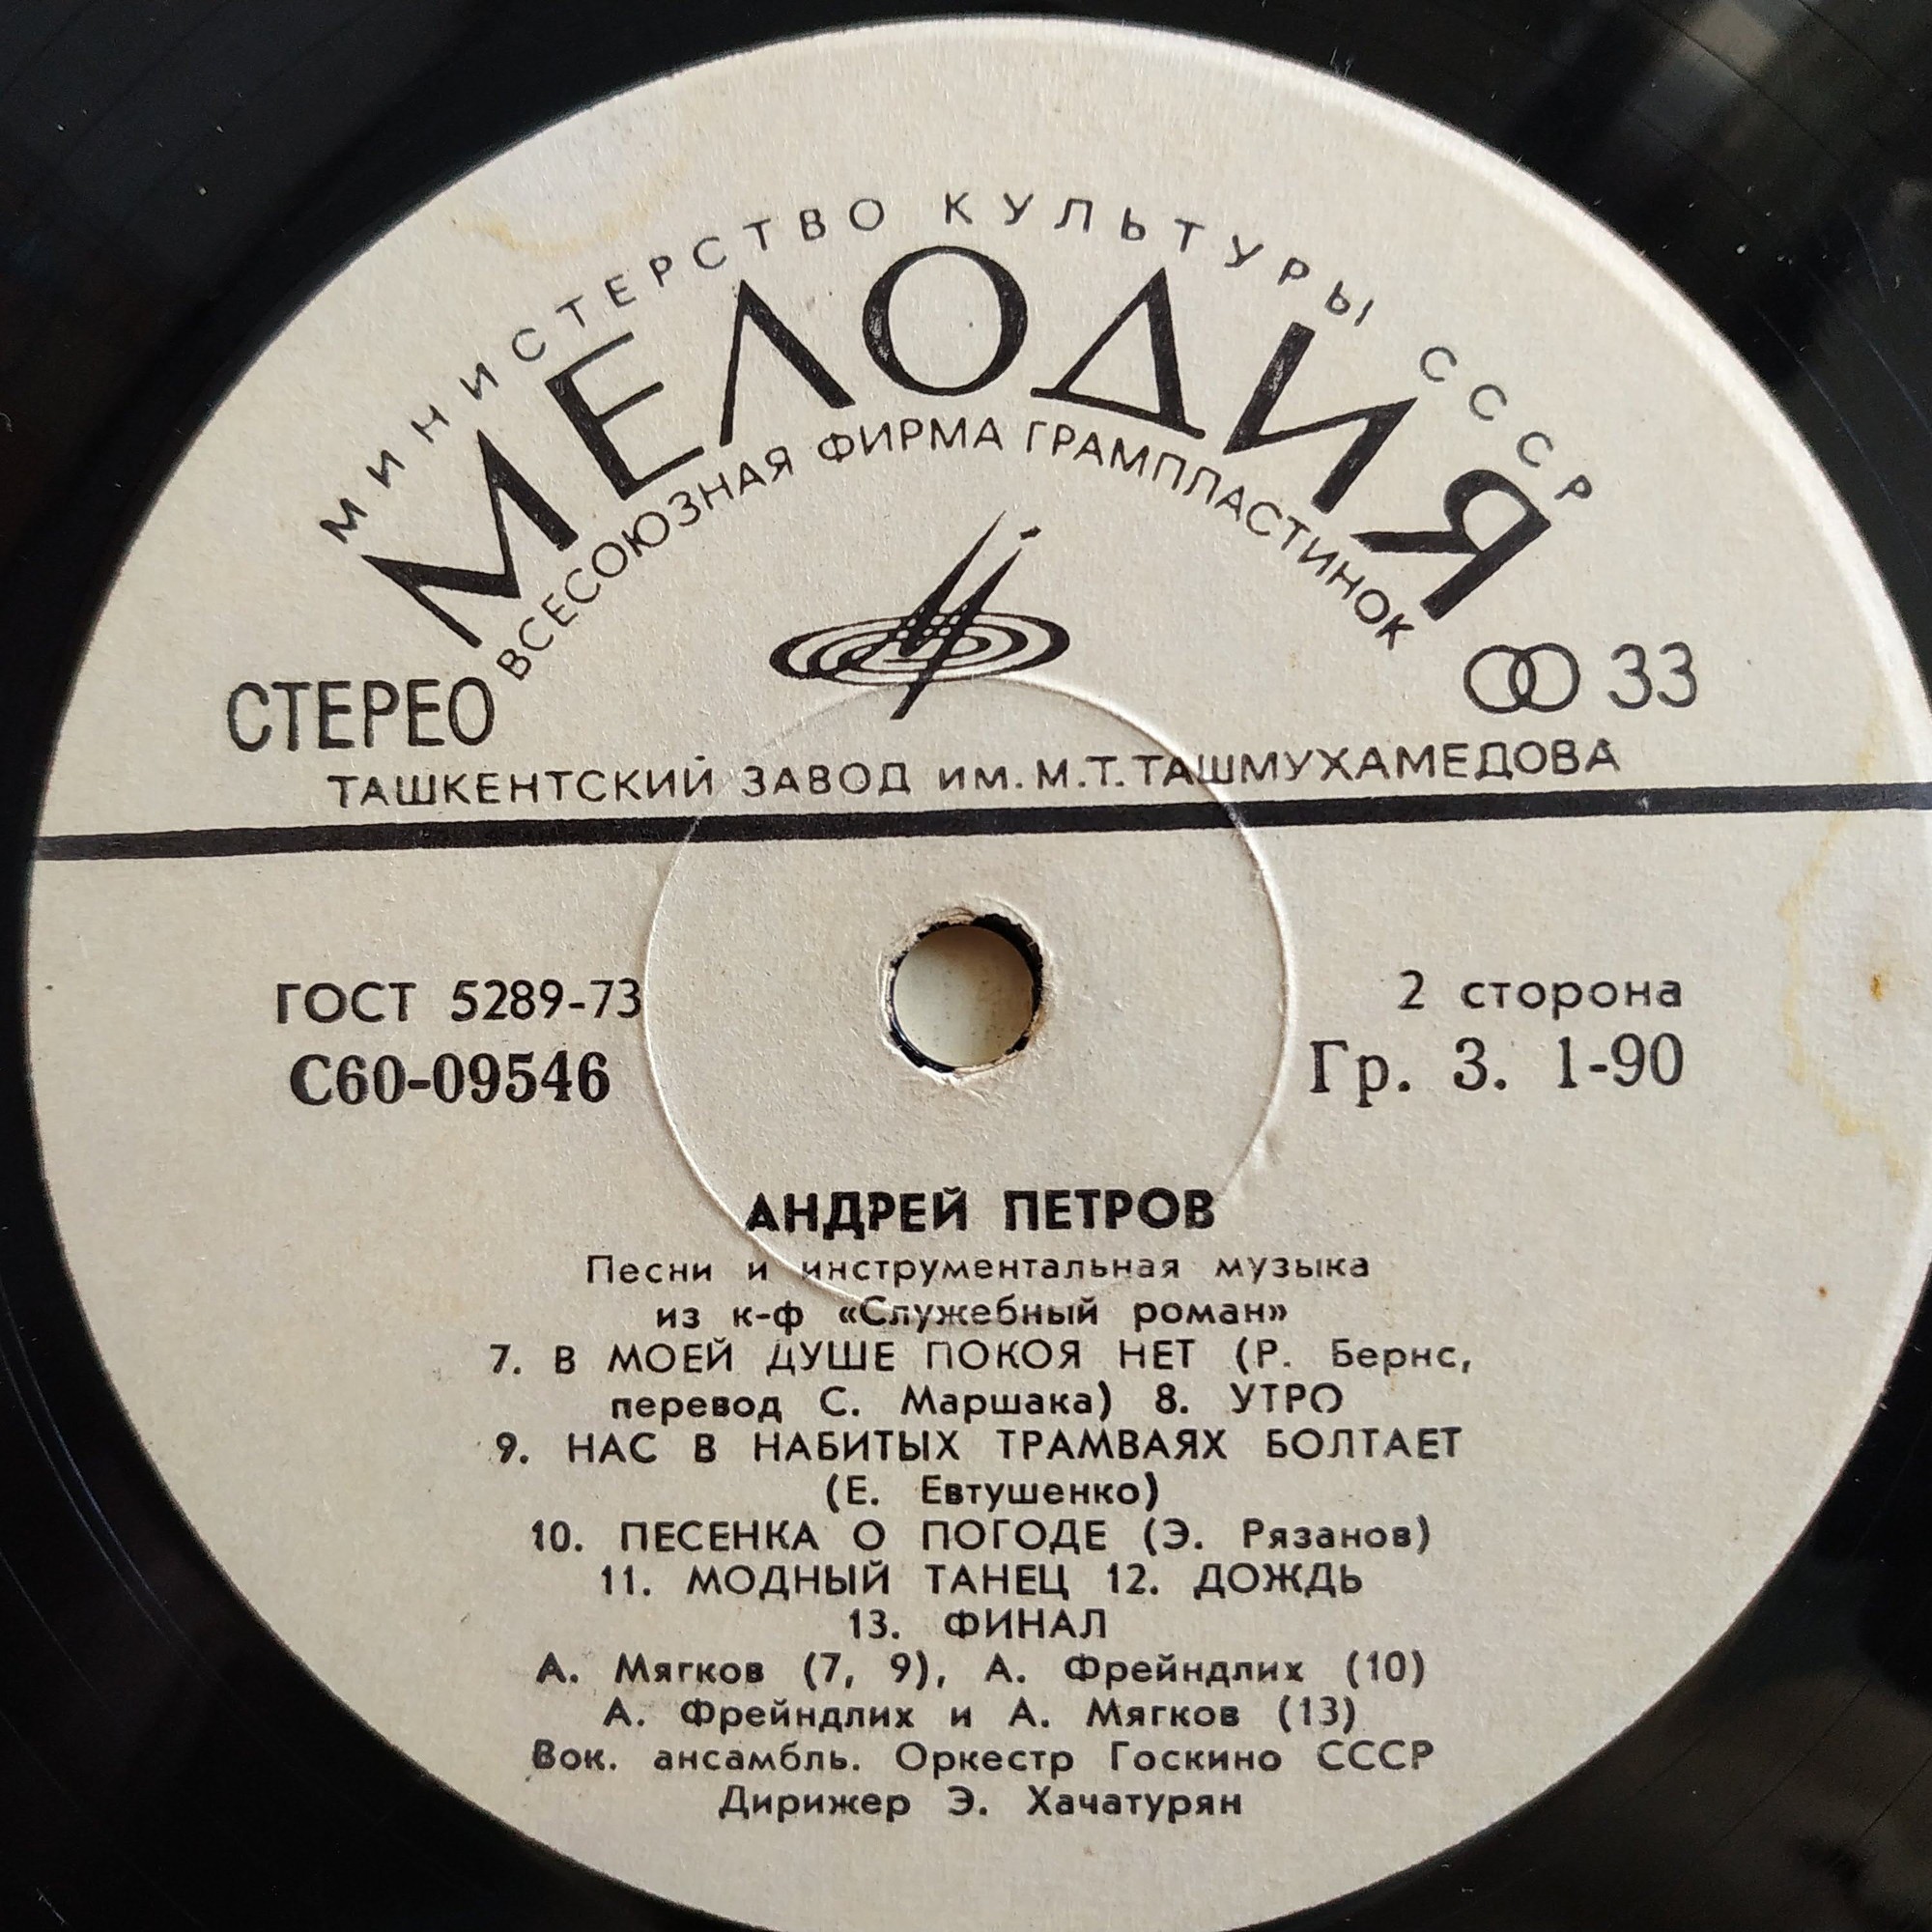 МИНИСТЕРСТВО КУЛЬТУРЫ СССР
МЕЛОДИЯ
ВСЕСОЮЗНАЯ ФИРМА ГРАМПЛАСТИНОК
СТЕРЕО
33
ТАШКЕНТСКИЙ ЗАВОД ИМ. М.Т.ТАШМУХАМЕДОВА
ГОСТ 5289-73
2 сторона
С60-09546
Гр. 3. 1-90
АНДРЕЙ ПЕТРОВ
Песни и инструментальная музыка
из к-ф «Служебный роман»
7. В МОЕЙ ДУШЕ ПОКОЯ НЕТ (Р. Бернс,
перевод С. Маршака) 8. УТРО
9. НАС В НАБИТЫХ ТРАМВАЯХ БОЛТАЕТ
(Е. Евтушенко)
10. ПЕСЕНКА О ПОГОДЕ (Э. Рязанов)
11. МОДНЫЙ ТАНЕЦ 12. ДОЖДЬ
13. ФИНАЛ
А. Мягков (7, 9), А. Фрейндлих (10)
А. Фрейндлих и А. Мягков (13)
Вок. ансамбль. Оркестр Госкино СССР
Дирижер Э. Хачатурян